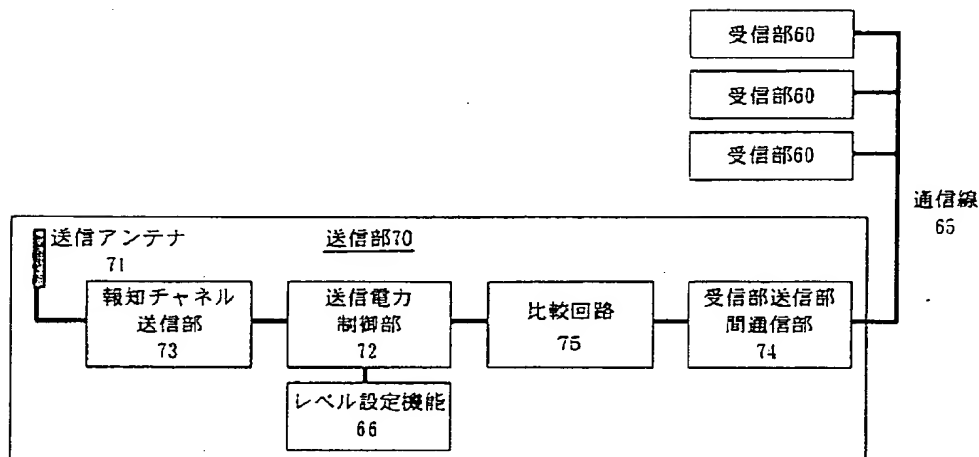 受信部60
受信部60
受信部60
通信線
65
送信アンテナ
71
送信部70
報知チャネル
送信部
73
送信電力
制御部
72
比較回路
75
受信部送信部
間通信部
74
レベル設定機能
66